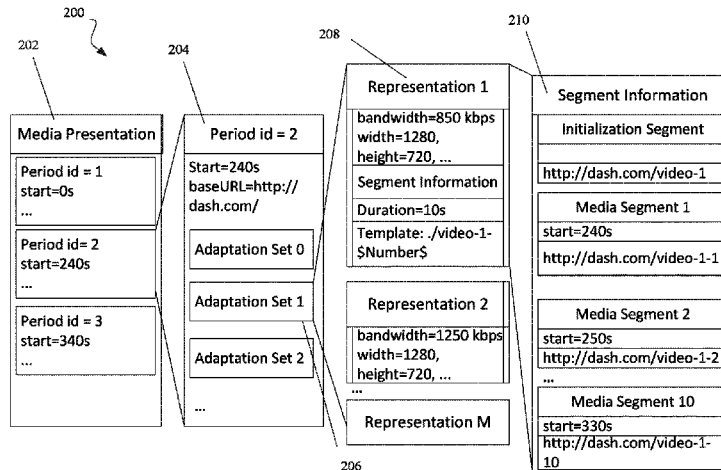 200
202
204
208
210
Media Presentation
Period id = 1
start=0s
...
Period id= 2
start=240s
...
Period id = 3
start=340s
...
Period id = 2
Start=240s
baseURL=http://
dash.com/
Adaptation Set 0
Adaptation Set 1
Adaptation Set 2
...
206
Representation 1
bandwidth=850 kbps
width=1280,
height=720, ...
Segment Information
Duration=10s
Template: ./video-1-
$Number$
Representation 2
bandwidth=1250 kbps
width=1280,
height=720, ...
...
Representation M
Segment Information
Initialization Segment
http://dash.com/video-1
Media Segment 1
start=240s
http://dash.com/video-1-1
Media Segment 2
start=250s
http://dash.com/video-1-2
...
Media Segment 10
start=330s
http://dash.com/video-1-
10